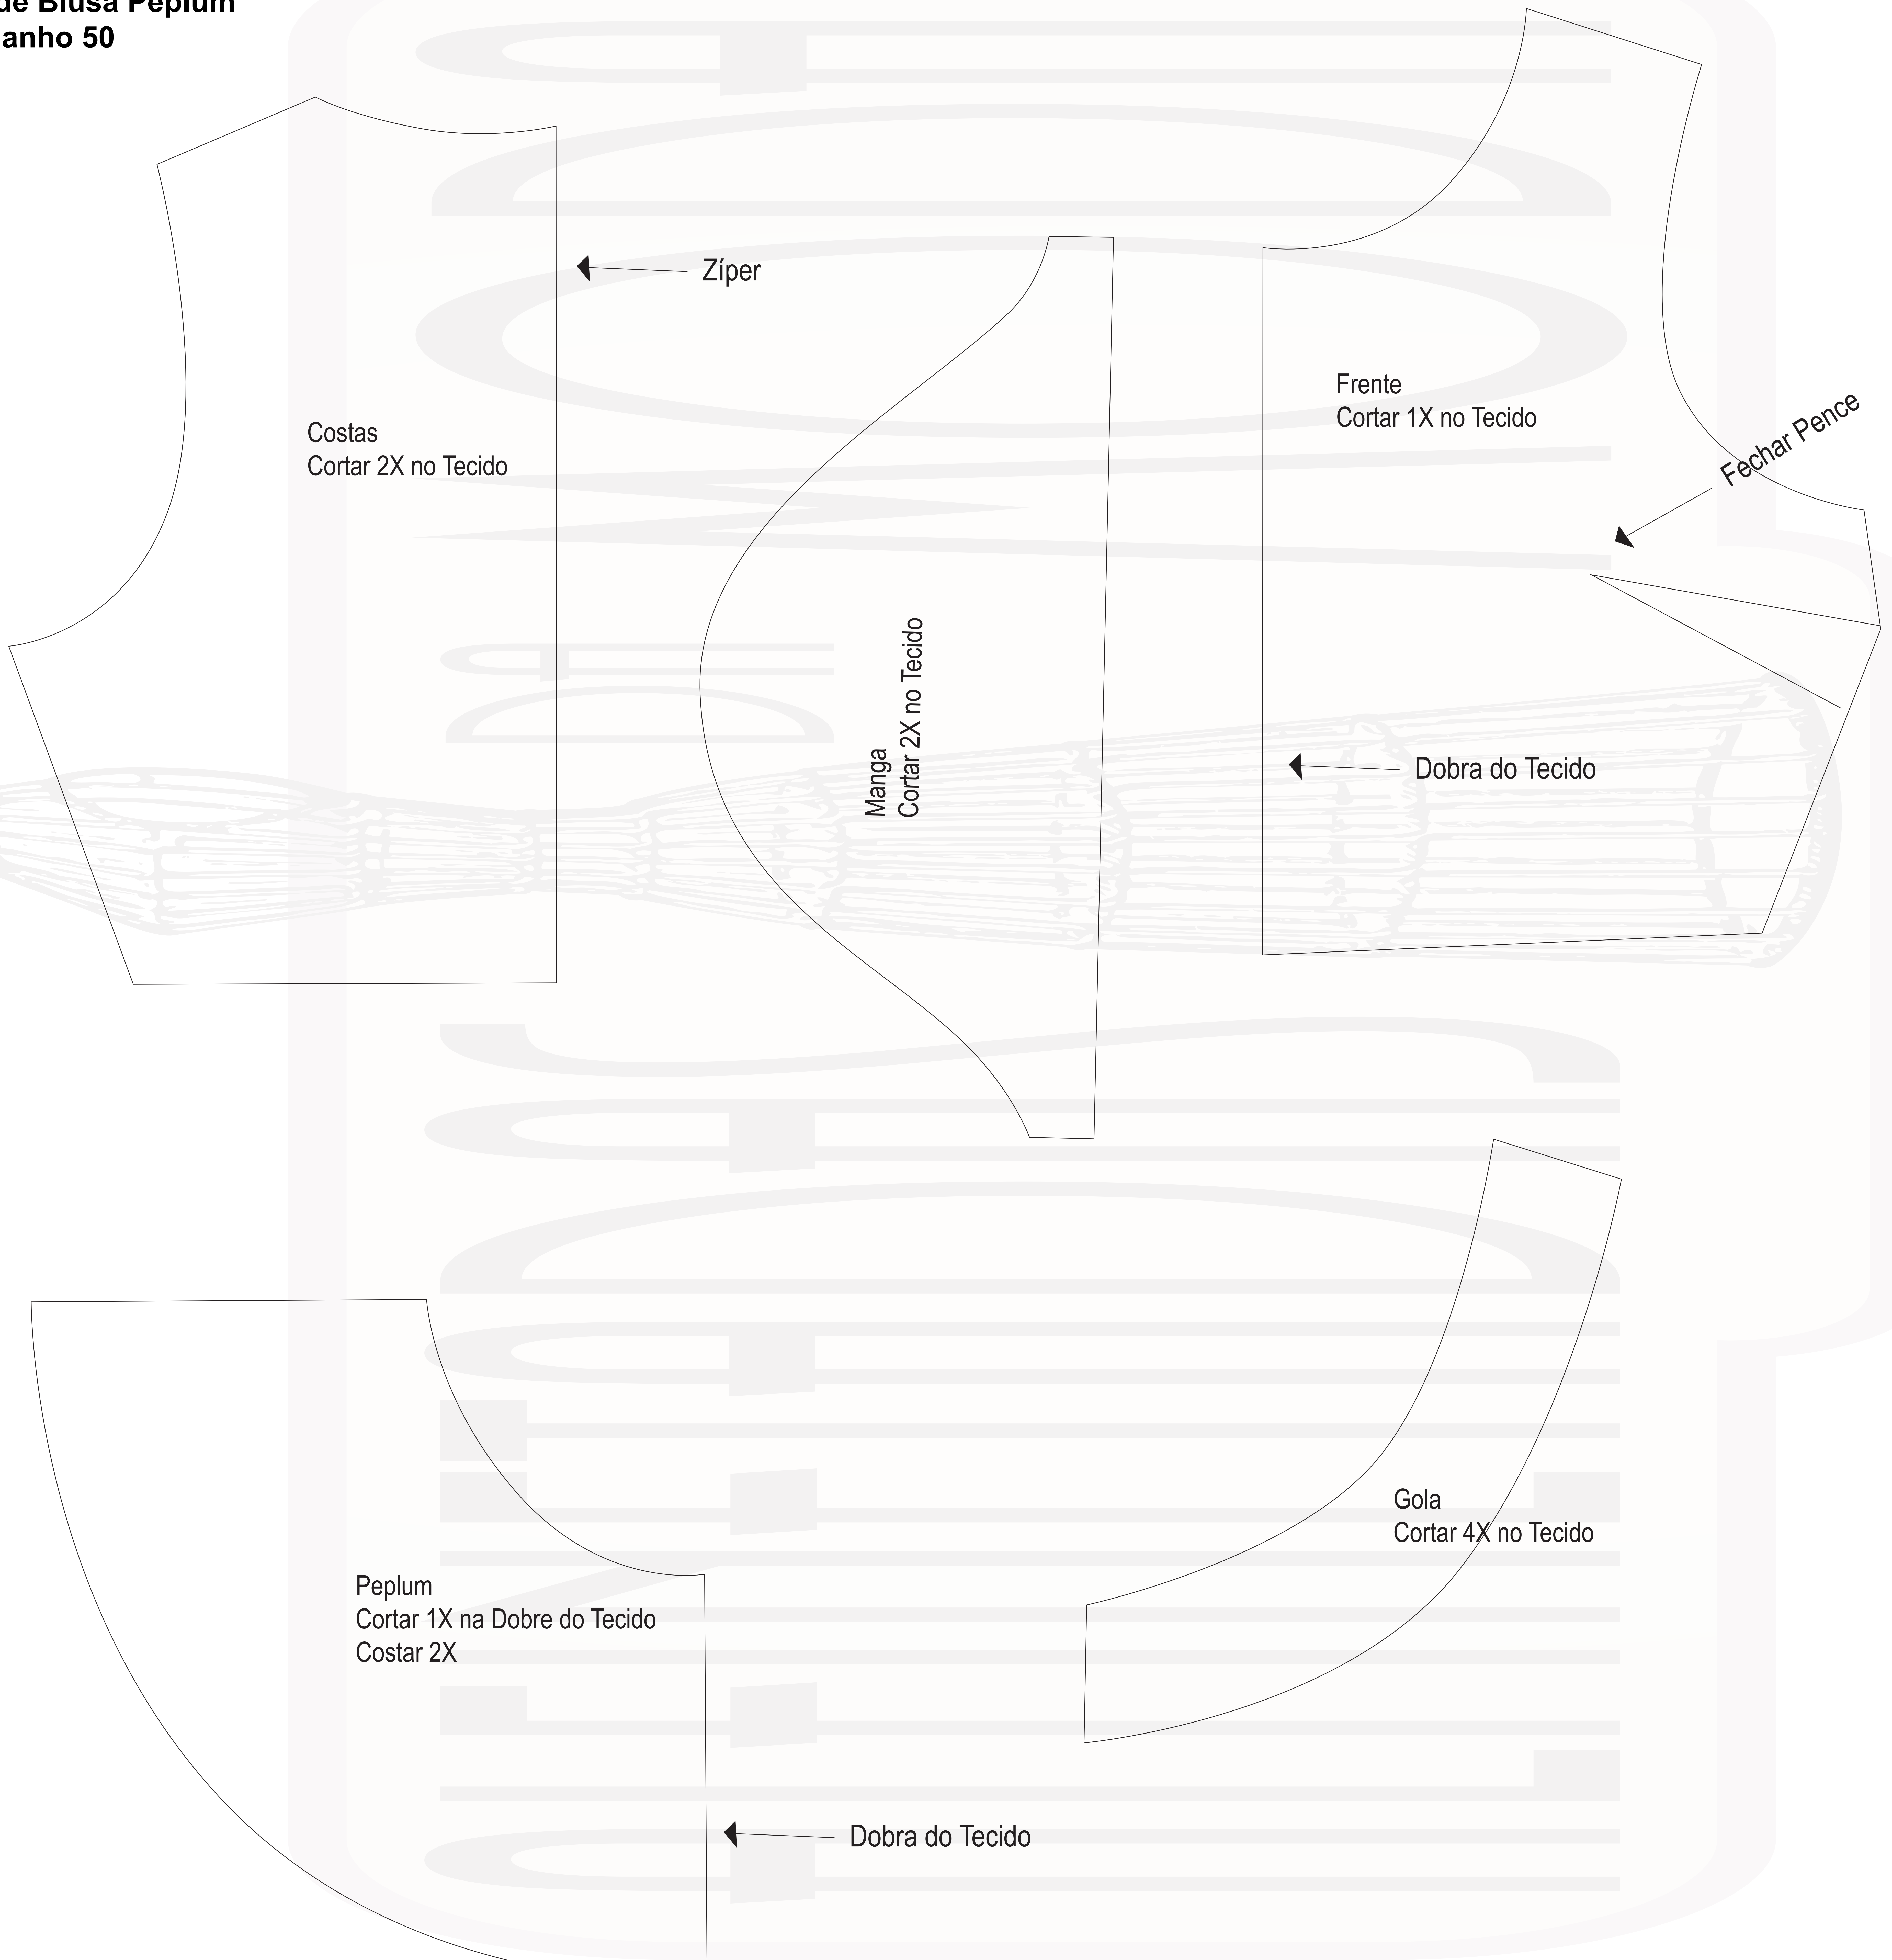 de Blusa Peplum
anho 50
Zíper
Costas
Cortar 2X no Tecido
Frente
Cortar 1X no Tecido
Fechar Pence
Manga
Cortar 2X no Tecido
Dobra do Tecido
Gola
Cortar 4X no Tecido
Peplum
Cortar 1X na Dobre do Tecido
Costar 2X
Dobra do Tecido